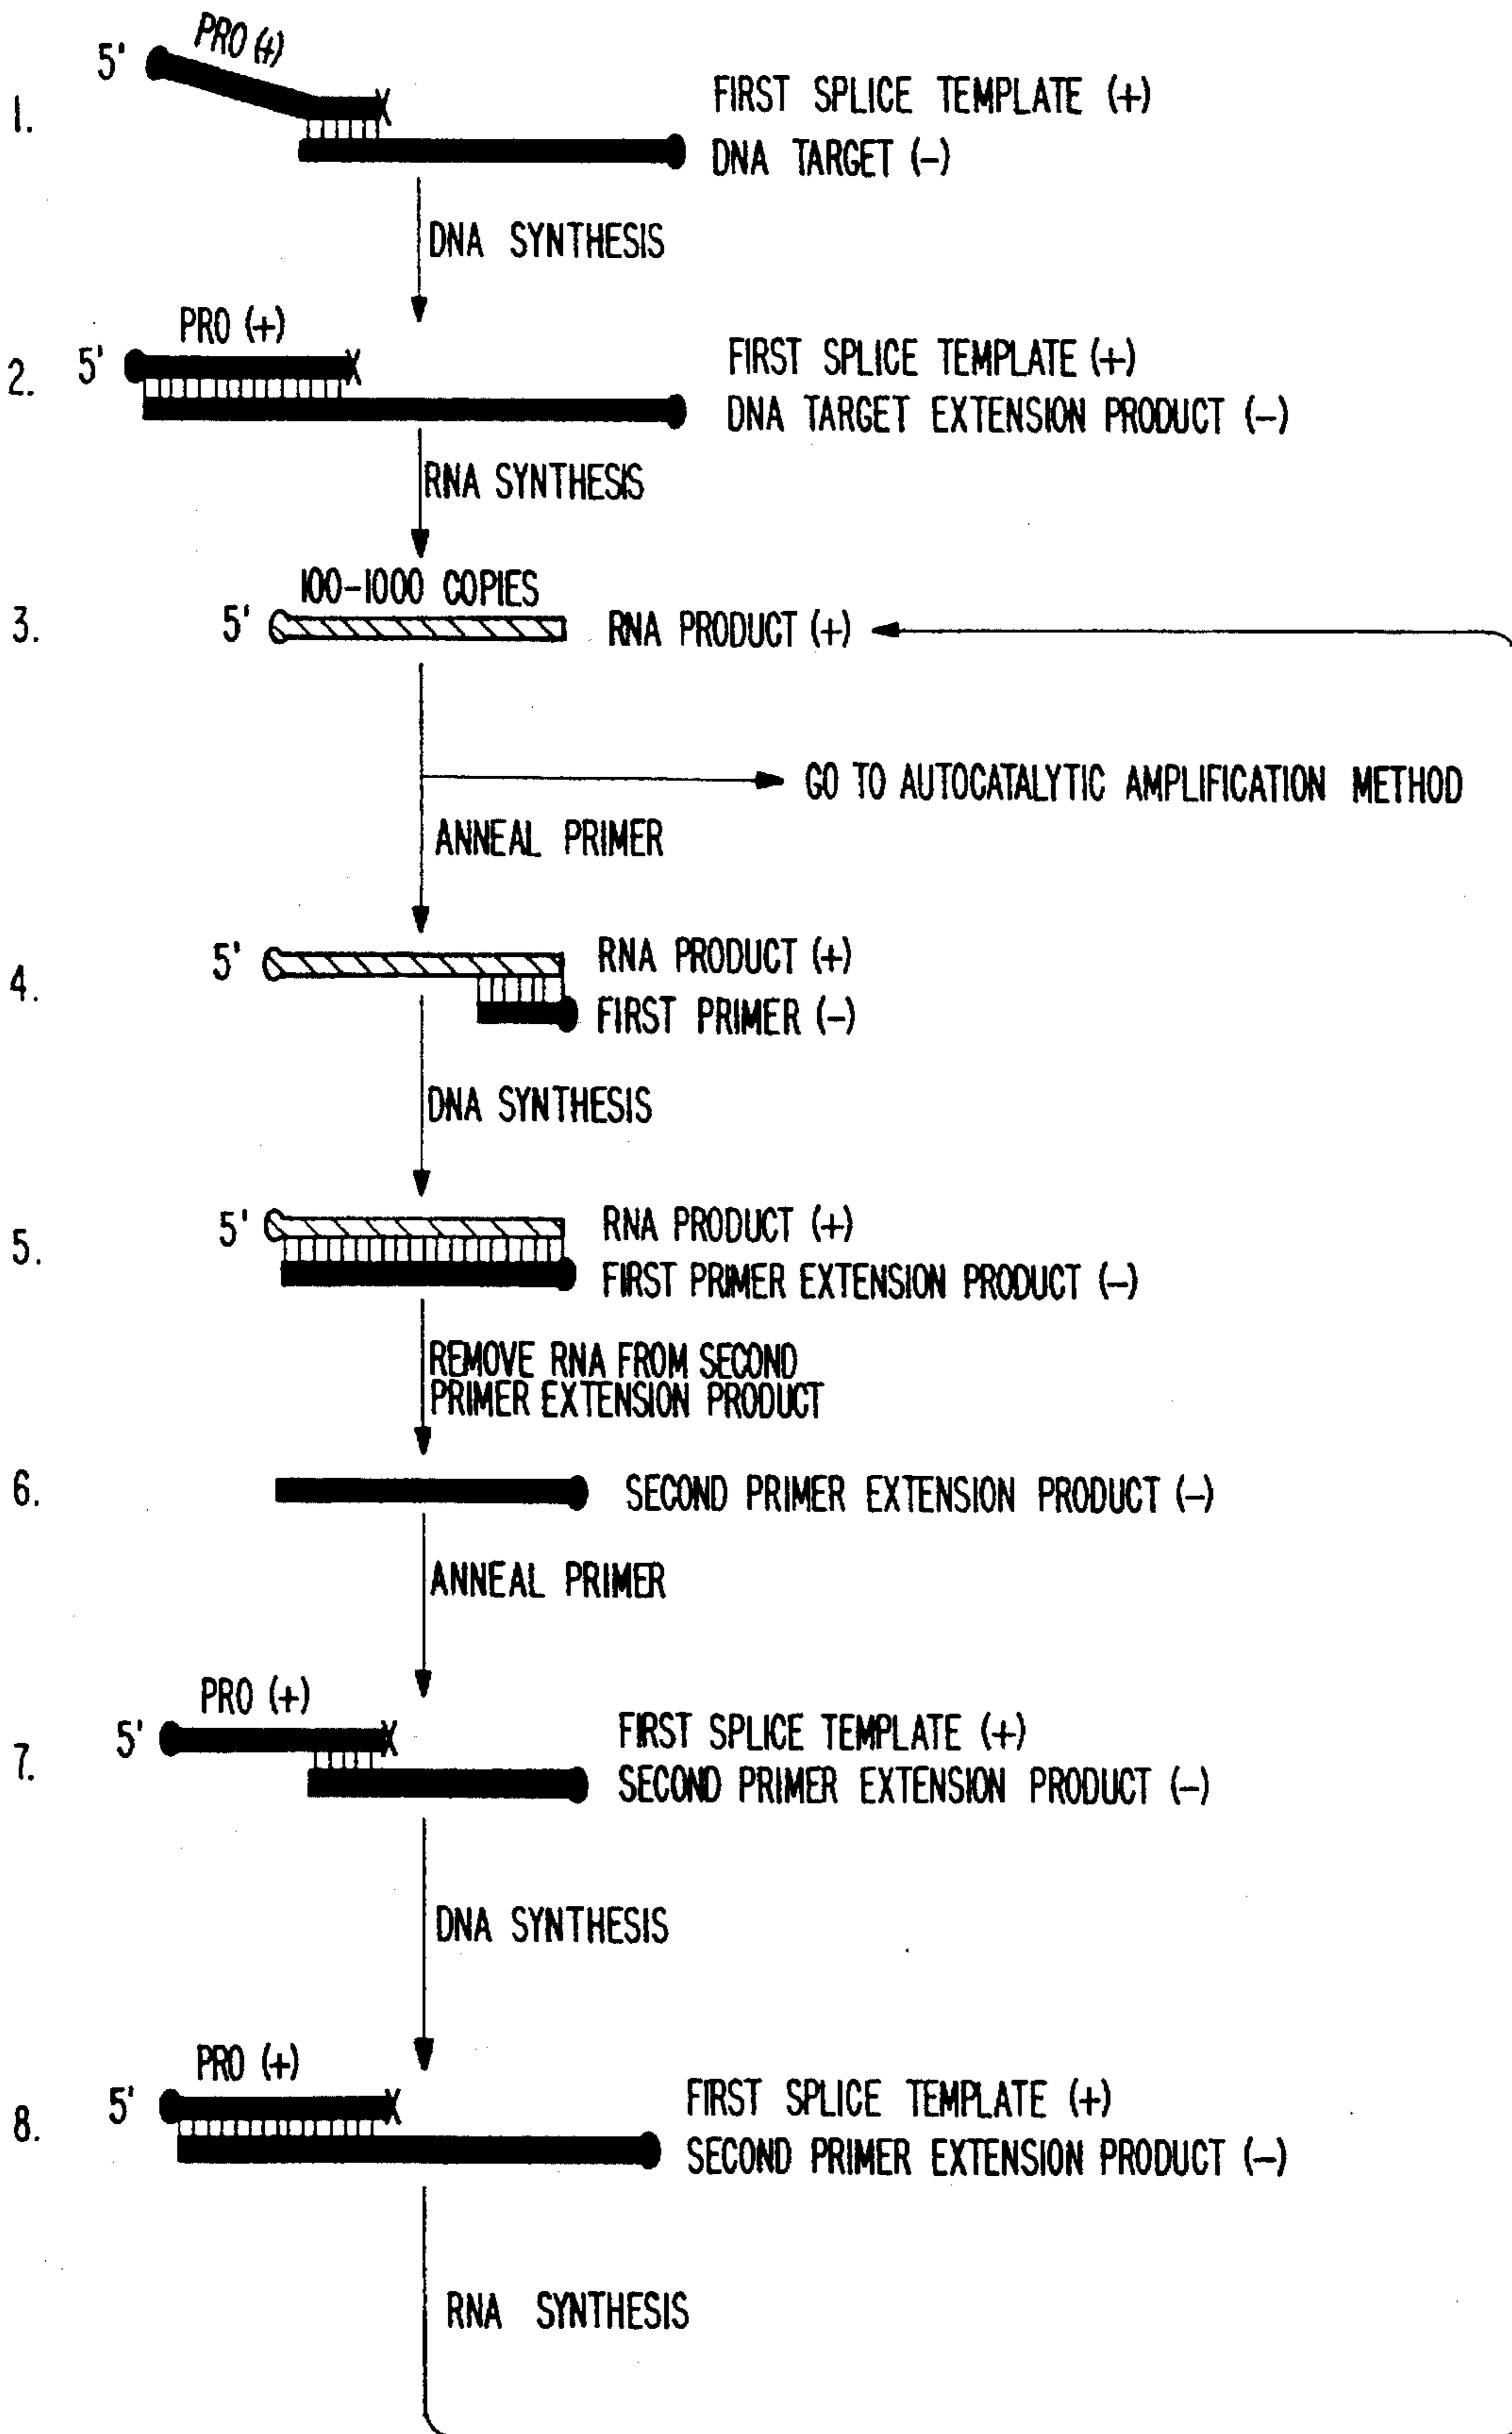 PRO (+)
5'
1.
X
FIRST SPLICE TEMPLATE (+)
DNA TARGET (-)
DNA SYNTHESIS
PRO (+)
2.
5'
X
FIRST SPLICE TEMPLATE (+)
DNA TARGET EXTENSION PRODUCT (-)
RNA SYNTHESIS
100-1000 COPIES
3.
5'
RNA PRODUCT (+)
GO TO AUTOCATALYTIC AMPLIFICATION METHOD
ANNEAL PRIMER
4.
5'
RNA PRODUCT (+)
FIRST PRIMER (-)
DNA SYNTHESIS
5.
5'
RNA PRODUCT (+)
FIRST PRIMER EXTENSION PRODUCT (-)
REMOVE RNA FROM SECOND
PRIMER EXTENSION PRODUCT
6.
SECOND PRIMER EXTENSION PRODUCT (-)
ANNEAL PRIMER
PRO (+)
7.
5'
X
FIRST SPLICE TEMPLATE (+)
SECOND PRIMER EXTENSION PRODUCT (-)
DNA SYNTHESIS
PRO (+)
8.
5'
X
FIRST SPLICE TEMPLATE (+)
SECOND PRIMER EXTENSION PRODUCT (-)
RNA SYNTHESIS